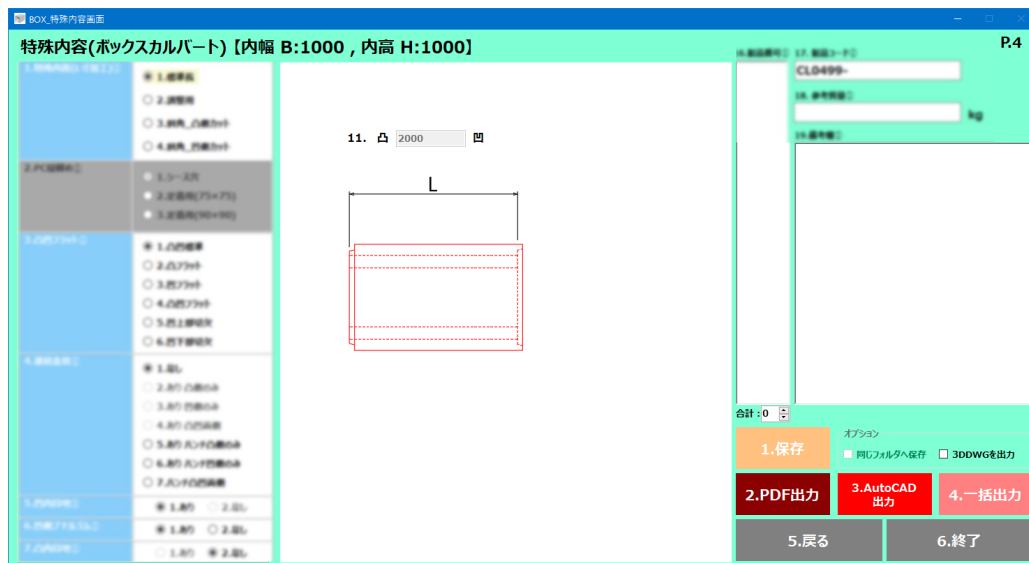 BOX_特殊内容画面
特殊内容(ボックスカルバート)【内幅 B:1000 , 内高 H:1000】
P.4
1.標準長
2.調整用
3.斜角_凸側カット
4.斜角_凹側カット
1.シース穴
2.定着用(75×75)
3.定着用(90×90)
3.凸凹フラット
1.凸凹標準
2.凸フラット
3.凹フラット
4.凸凹フラット
5.凹上部切欠
6.凹下部切欠
1.なし
2.あり 凸側のみ
3.あり 凹側のみ
4.あり 凸凹両側
5.あり ハンチ凸側のみ
6.あり ハンチ凹側のみ
7.ハンチ凸凹両側
1.あり 2.なし
1.あり 2.なし
1.あり 2.なし
11. 凸 2000 凹
L
17. 製品コード
CL0499-
18. 参考質量
kg
合計 : 0
1.保存
オプション
同じフォルダへ保存 3DDWGを出力
2.PDF出力
3.AutoCAD
出力
4.一括出力
5.戻る
6.終了